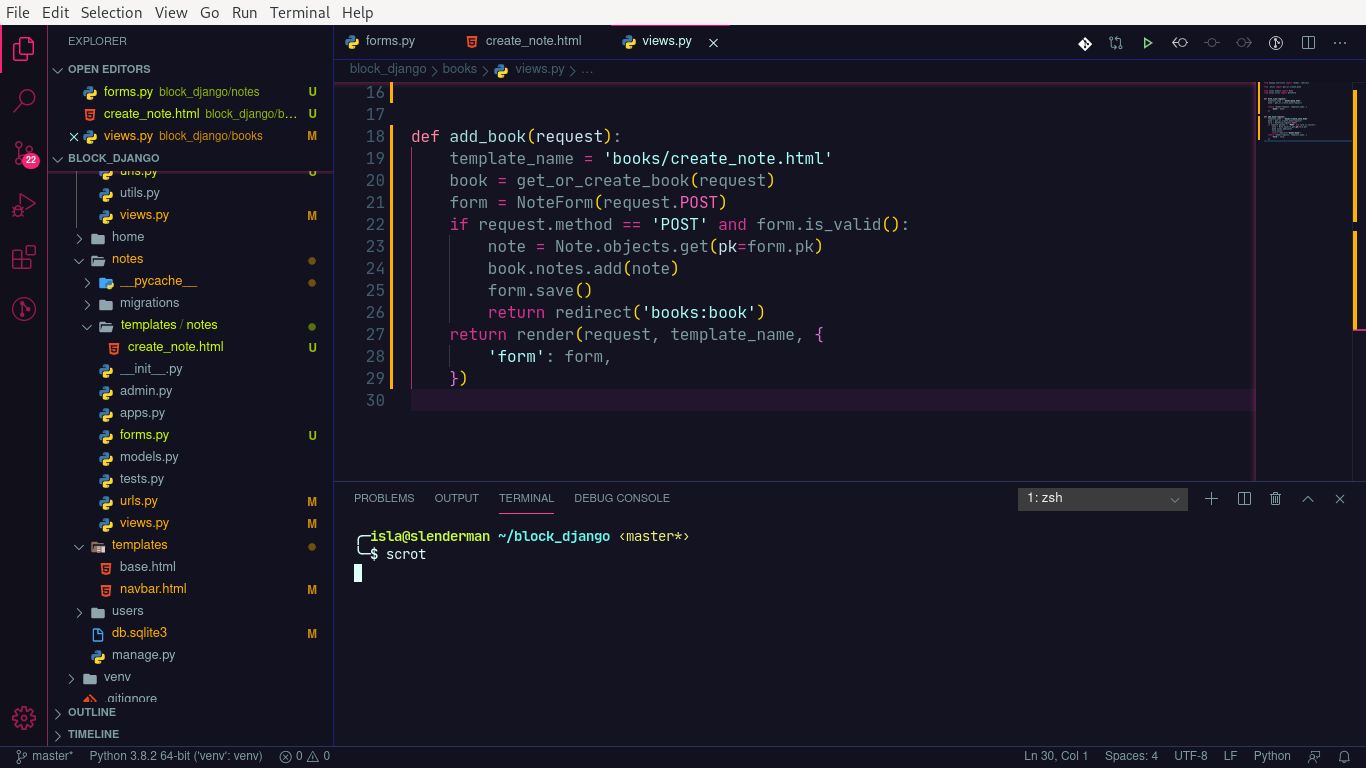 File Edit Selection View Go Run Terminal Help
EXPLORER
OPEN EDITORS
forms.py block_django/notes U
create_note.html block_django/b... U
views.py block_django/books M
BLOCK_DJANGO
urls.py U
utils.py
views.py M
home
notes
__pycache__
migrations
templates / notes
create_note.html U
__init__.py
admin.py
apps.py
forms.py U
models.py
tests.py
urls.py M
views.py M
templates
base.html
navbar.html M
users
db.sqlite3 M
manage.py
venv
.gitignore
OUTLINE
TIMELINE
22
forms.py create_note.html views.py
block_django > books > views.py > ...
16
17
18 def add_book(request):
19 template_name = 'books/create_note.html'
20 book = get_or_create_book(request)
21 form = NoteForm(request.POST)
22 if request.method == 'POST' and form.is_valid():
23 note = Note.objects.get(pk=form.pk)
24 book.notes.add(note)
25 form.save()
26 return redirect('books:book')
27 return render(request, template_name, {
28 'form': form,
29 })
30
PROBLEMS OUTPUT TERMINAL DEBUG CONSOLE 1: zsh
╭─isla@slenderman ~/block_django ‹master*›
╰─$ scrot
master* Python 3.8.2 64-bit ('venv': venv) 0 0 Ln 30, Col 1 Spaces: 4 UTF-8 LF Python